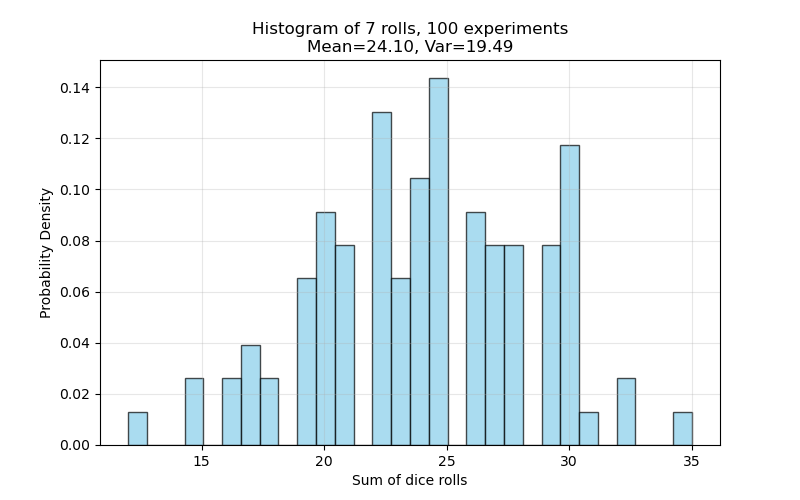 Histogram of 7 rolls, 100 experiments
Mean=24.10, Var=19.49
0.14
0.12
0.10
0.08
0.06
0.04
0.02
0.00
Probability Density
15 20 25 30 35
Sum of dice rolls